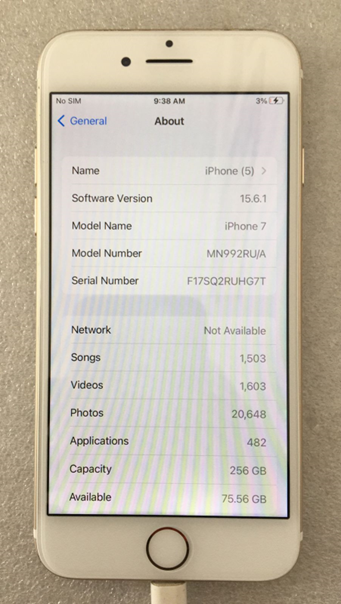 No SIM 9:38 AM 3%
General About
Name iPhone (5)
Software Version 15.6.1
Model Name iPhone 7
Model Number MN992RU/A
Serial Number F17SQ2RUHG7T
Network Not Available
Songs 1,503
Videos 1,603
Photos 20,648
Applications 482
Capacity 256 GB
Available 75.56 GB